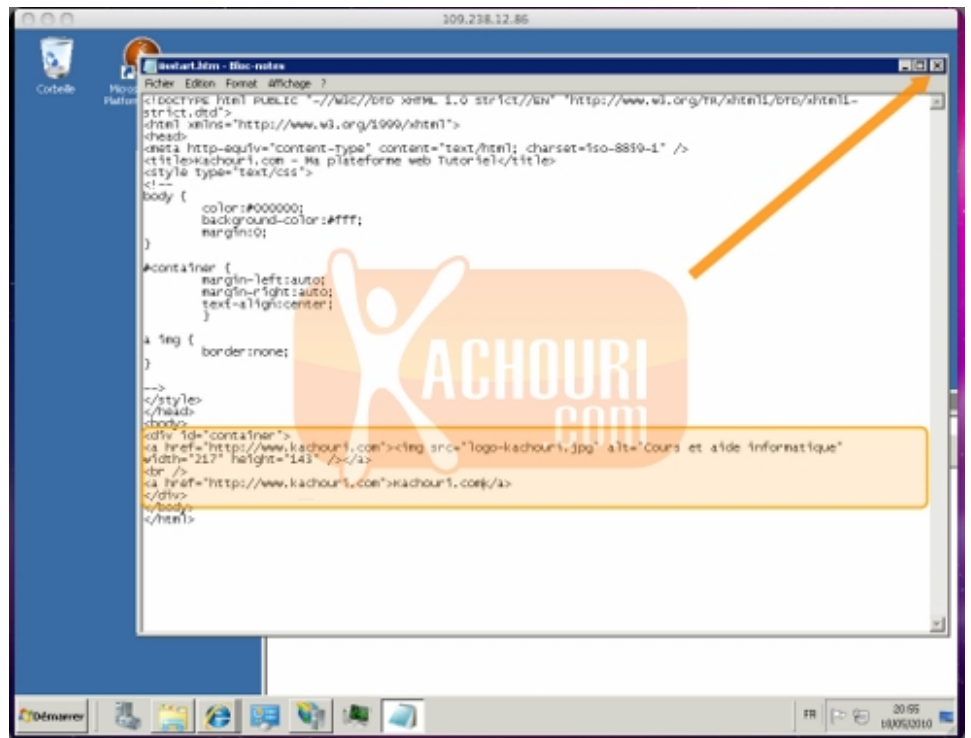 109.238.12.86
Corbeille
iisstart.htm - Bloc-notes
Fichier Edition Format Affichage ?
<!DOCTYPE html PUBLIC "-//W3C//DTD XHTML 1.0 Strict//EN" "http://www.w3.org/TR/xhtml1/DTD/xhtml1-
strict.dtd">
<html xmlns="http://www.w3.org/1999/xhtml">
<head>
<meta http-equiv="Content-Type" content="text/html; charset=iso-8859-1" />
<title>Kachouri.com - Ma plateforme web Tutoriel</title>
<style type="text/css">
<!--
body {
color:#000000;
background-color:#fff;
margin:0;
}
#container {
margin-left:auto;
margin-right:auto;
text-align:center;
}
a img {
border:none;
}
-->
</style>
</head>
<body>
<div id="container">
<a href="http://www.kachouri.com"><img src="logo-kachouri.jpg" alt="Cours et aide informatique"
width="217" height="143" /></a>
<br />
<a href="http://www.kachouri.com">Kachouri.com</a>
</div>
</body>
</html>
KACHOURI
COM
Démarrer
FR
20:55
10/05/2010